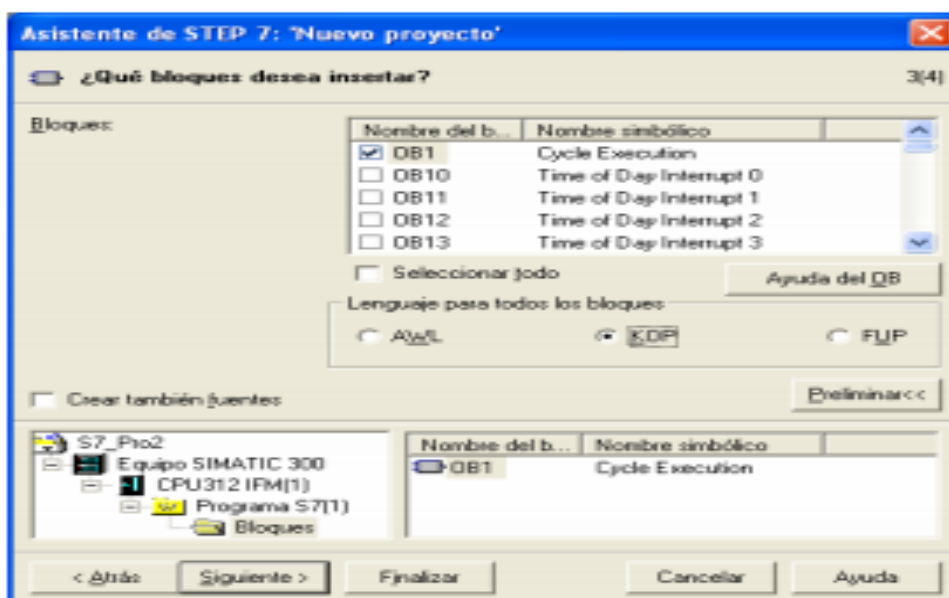 Asistente de STEP 7: 'Nuevo proyecto'
¿Qué bloques desea insertar? 3(4)
Bloques:
Nombre del b... Nombre simbólico
OB1 Cycle Execution
OB10 Time of Day Interrupt 0
OB11 Time of Day Interrupt 1
OB12 Time of Day Interrupt 2
OB13 Time of Day Interrupt 3
Seleccionar todo Ayuda del OB
Lenguaje para todos los bloques
AWL KOP FUP
Crear también fuentes Preliminar<<
S7_Pro2 Nombre del b... Nombre simbólico
Equipo SIMATIC 300 OB1 Cycle Execution
CPU312 IFM(1)
Programa S7(1)
Bloques
< Atrás Siguiente > Finalizar Cancelar Ayuda